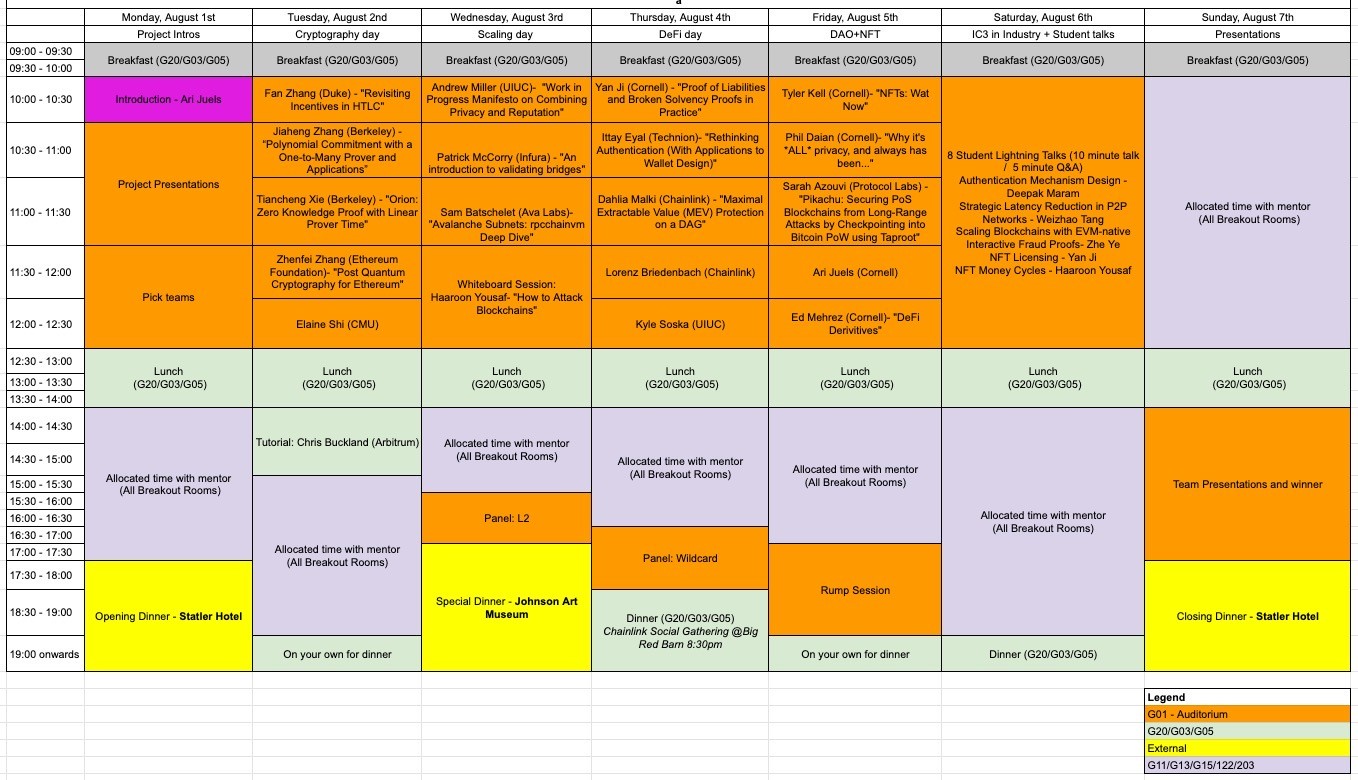 a
Monday, August 1st
Tuesday, August 2nd
Wednesday, August 3rd
Thursday, August 4th
Friday, August 5th
Saturday, August 6th
Sunday, August 7th
Project Intros
Cryptography day
Scaling day
DeFi day
DAO+NFT
IC3 in Industry + Student talks
Presentations
09:00 - 09:30
09:30 - 10:00
Breakfast (G20/G03/G05)
Breakfast (G20/G03/G05)
Breakfast (G20/G03/G05)
Breakfast (G20/G03/G05)
Breakfast (G20/G03/G05)
Breakfast (G20/G03/G05)
Breakfast (G20/G03/G05)
10:00 - 10:30
Introduction - Ari Juels
Fan Zhang (Duke) - "Revisiting
Incentives in HTLC"
Andrew Miller (UIUC)- "Work in
Progress Manifesto on Combining
Privacy and Reputation"
Yan Ji (Cornell) - "Proof of Liabilities
and Broken Solvency Proofs in
Practice"
Tyler Kell (Cornell)- "NFTs: Wat
Now"
8 Student Lightning Talks (10 minute talk
/ 5 minute Q&A)
Authentication Mechanism Design -
Deepak Maram
Strategic Latency Reduction in P2P
Networks - Weizhao Tang
Scaling Blockchains with EVM-native
Interactive Fraud Proofs- Zhe Ye
NFT Licensing - Yan Ji
NFT Money Cycles - Haaroon Yousaf
Allocated time with mentor
(All Breakout Rooms)
10:30 - 11:00
Project Presentations
Jiaheng Zhang (Berkeley) -
"Polynomial Commitment with a
One-to-Many Prover and
Applications"
Patrick McCorry (Infura) - "An
introduction to validating bridges"
Ittay Eyal (Technion)- "Rethinking
Authentication (With Applications to
Wallet Design)"
Phil Daian (Cornell)- "Why it's
*ALL* privacy, and always has
been..."
11:00 - 11:30
Tiancheng Xie (Berkeley) - "Orion:
Zero Knowledge Proof with Linear
Prover Time"
Sam Batschelet (Ava Labs)-
"Avalanche Subnets: rpcchainvm
Deep Dive"
Dahlia Malki (Chainlink) - "Maximal
Extractable Value (MEV) Protection
on a DAG"
Sarah Azouvi (Protocol Labs) -
"Pikachu: Securing PoS
Blockchains from Long-Range
Attacks by Checkpointing into
Bitcoin PoW using Taproot"
11:30 - 12:00
Pick teams
Zhenfei Zhang (Ethereum
Foundation)- "Post Quantum
Cryptography for Ethereum"
Whiteboard Session:
Haaroon Yousaf- "How to Attack
Blockchains"
Lorenz Briedenbach (Chainlink)
Ari Juels (Cornell)
12:00 - 12:30
Elaine Shi (CMU)
Kyle Soska (UIUC)
Ed Mehrez (Cornell)- "DeFi
Derivitives"
12:30 - 13:00
13:00 - 13:30
13:30 - 14:00
Lunch
(G20/G03/G05)
Lunch
(G20/G03/G05)
Lunch
(G20/G03/G05)
Lunch
(G20/G03/G05)
Lunch
(G20/G03/G05)
Lunch
(G20/G03/G05)
Lunch
(G20/G03/G05)
14:00 - 14:30
14:30 - 15:00
15:00 - 15:30
15:30 - 16:00
16:00 - 16:30
16:30 - 17:00
17:00 - 17:30
17:30 - 18:00
18:30 - 19:00
19:00 onwards
Allocated time with mentor
(All Breakout Rooms)
Opening Dinner - Statler Hotel
Tutorial: Chris Buckland (Arbitrum)
Allocated time with mentor
(All Breakout Rooms)
On your own for dinner
Allocated time with mentor
(All Breakout Rooms)
Panel: L2
Special Dinner - Johnson Art
Museum
Allocated time with mentor
(All Breakout Rooms)
Panel: Wildcard
Dinner (G20/G03/G05)
Chainlink Social Gathering @Big
Red Barn 8:30pm
Allocated time with mentor
(All Breakout Rooms)
Rump Session
On your own for dinner
Allocated time with mentor
(All Breakout Rooms)
Dinner (G20/G03/G05)
Team Presentations and winner
Closing Dinner - Statler Hotel
Legend
G01 - Auditorium
G20/G03/G05
External
G11/G13/G15/122/203